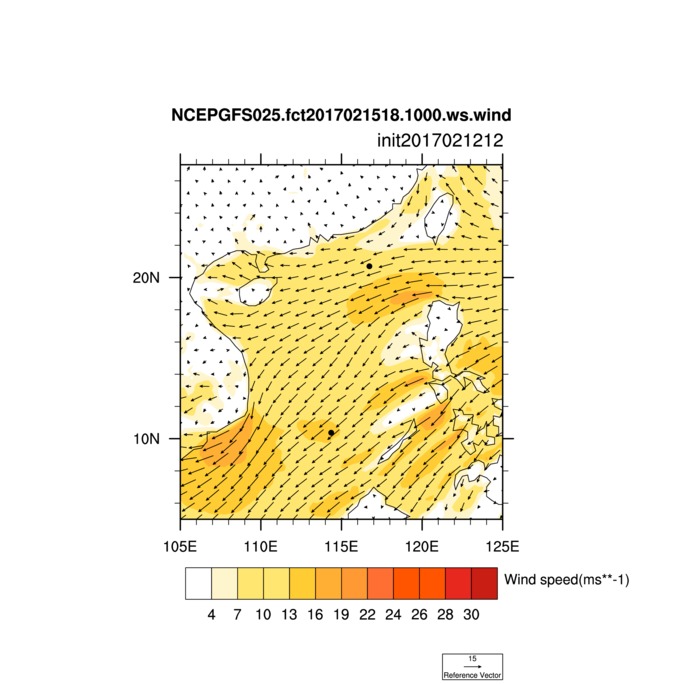 NCEPGFS025.fct2017021518.1000.ws.wind
init2017021212
20N
10N
105E 110E 115E 120E 125E
Wind speed(ms**-1)
4 7 10 13 16 19 22 24 26 28 30
15
Reference Vector